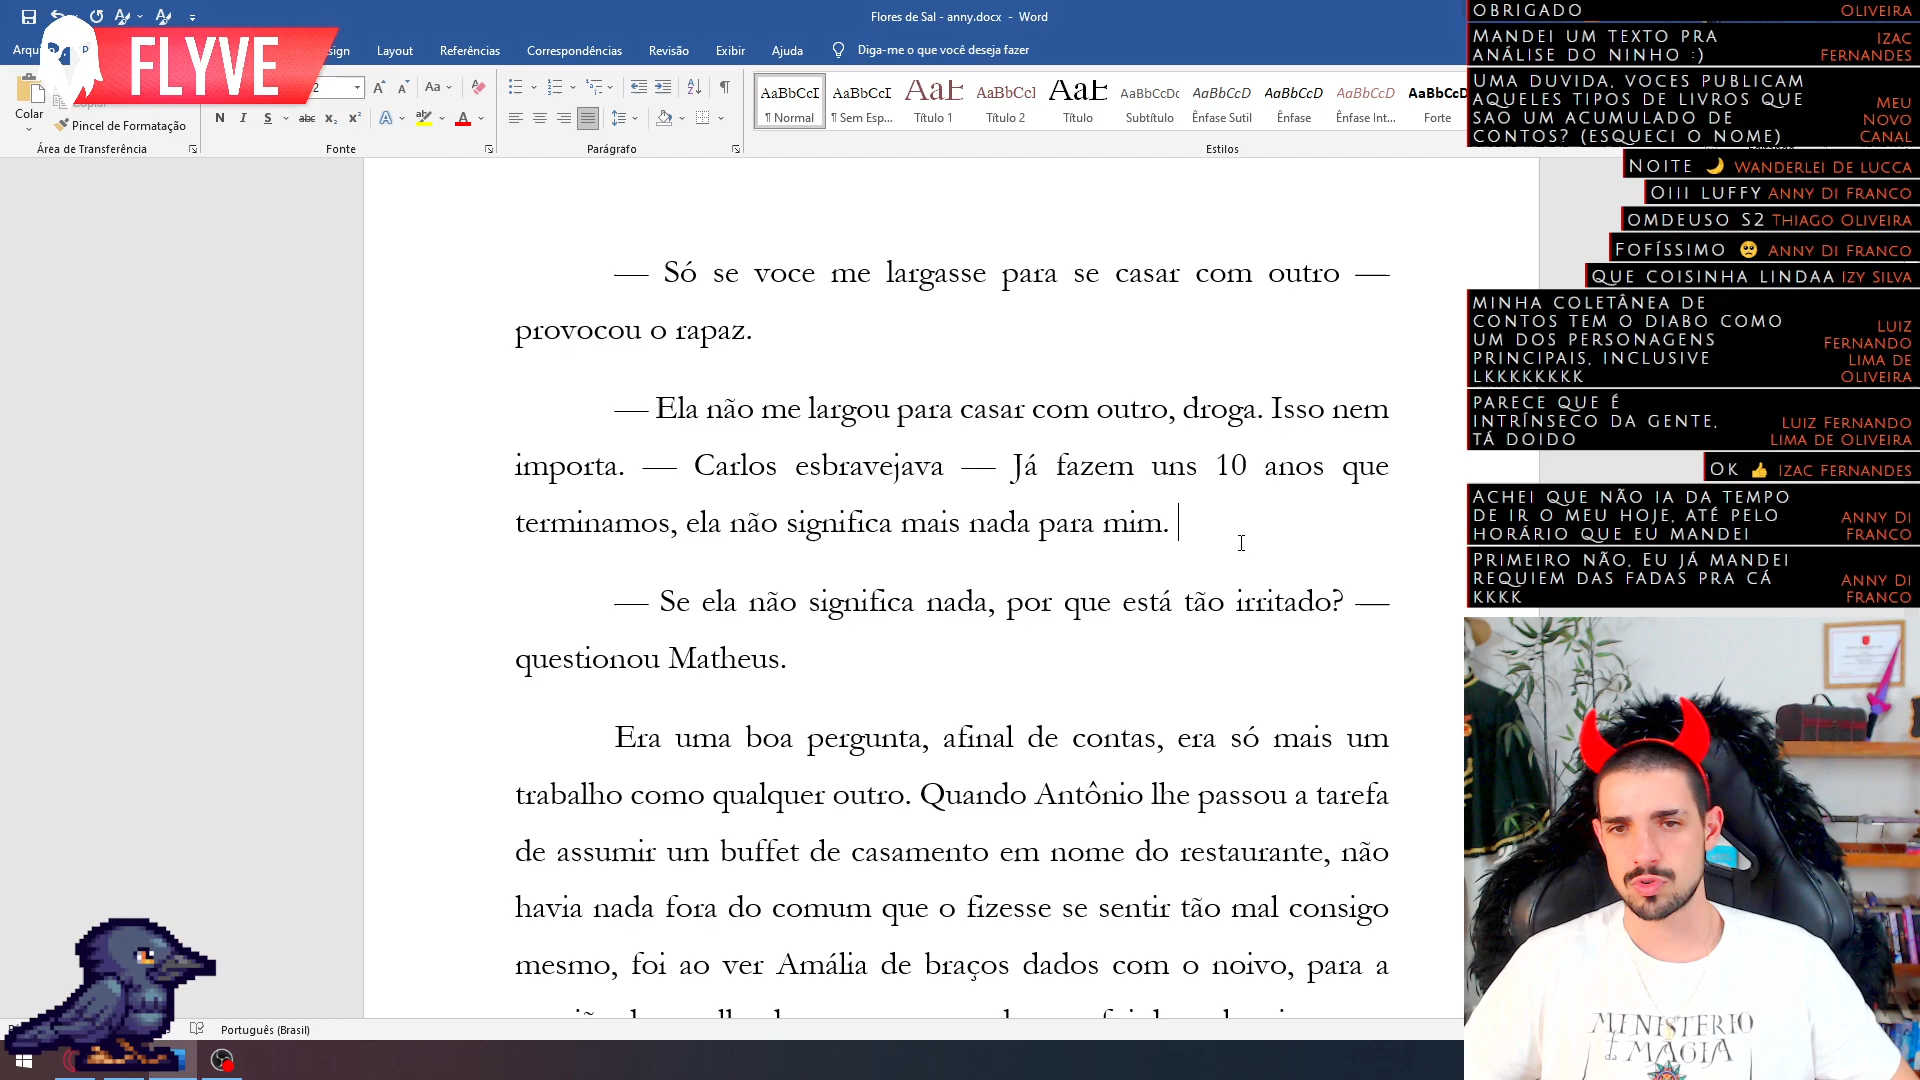 Flores de Sal - anny.docx - Word
FLYVE
Layout
Referências
Correspondências
Revisão
Exibir
Ajuda
Diga-me o que você deseja fazer
Colar
Copiar
Pincel de Formatação
Área de Transferência
Fonte
Parágrafo
Estilos
AaBbCcI
¶ Normal
AaBbCcI
¶ Sem Esp...
AaE
Título 1
AaBbCcI
Título 2
AaE
Título
AaBbCcDc
Subtítulo
AaBbCcD
Ênfase Sutil
AaBbCcD
Ênfase
AaBbCcD
Ênfase Int...
AaBbCcD
Forte
— Só se voce me largasse para se casar com outro —
provocou o rapaz.
— Ela não me largou para casar com outro, droga. Isso nem
importa. — Carlos esbravejava — Já fazem uns 10 anos que
terminamos, ela não significa mais nada para mim.
— Se ela não significa nada, por que está tão irritado? —
questionou Matheus.
Era uma boa pergunta, afinal de contas, era só mais um
trabalho como qualquer outro. Quando Antônio lhe passou a tarefa
de assumir um buffet de casamento em nome do restaurante, não
havia nada fora do comum que o fizesse se sentir tão mal consigo
mesmo, foi ao ver Amália de braços dados com o noivo, para a
Português (Brasil)
OBRIGADO
OLIVEIRA
MANDEI UM TEXTO PRA
ANÁLISE DO NINHO :)
IZAC
FERNANDES
UMA DUVIDA, VOCES PUBLICAM
AQUELES TIPOS DE LIVROS QUE
SAO UM ACUMULADO DE
CONTOS? (ESQUECI O NOME)
MEU
NOVO
CANAL
NOITE 🌙 WANDERLEI DE LUCCA
OIII LUFFY ANNY DI FRANCO
OMDEUSO S2 THIAGO OLIVEIRA
FOFÍSSIMO 🥺 ANNY DI FRANCO
QUE COISINHA LINDAA IZY SILVA
MINHA COLETÂNEA DE
CONTOS TEM O DIABO COMO
UM DOS PERSONAGENS
PRINCIPAIS, INCLUSIVE
LKKKKKKKK
LUIZ
FERNANDO
LIMA DE
OLIVEIRA
PARECE QUE É
INTRÍNSECO DA GENTE,
TÁ DOIDO
LUIZ FERNANDO
LIMA DE OLIVEIRA
OK 👍 IZAC FERNANDES
ACHEI QUE NÃO IA DA TEMPO
DE IR O MEU HOJE, ATÉ PELO
HORÁRIO QUE EU MANDEI
ANNY DI
FRANCO
PRIMEIRO NÃO, EU JÁ MANDEI
REQUIEM DAS FADAS PRA CÁ
KKKK
ANNY DI
FRANCO
MINISTÉRIO
da MAGIA